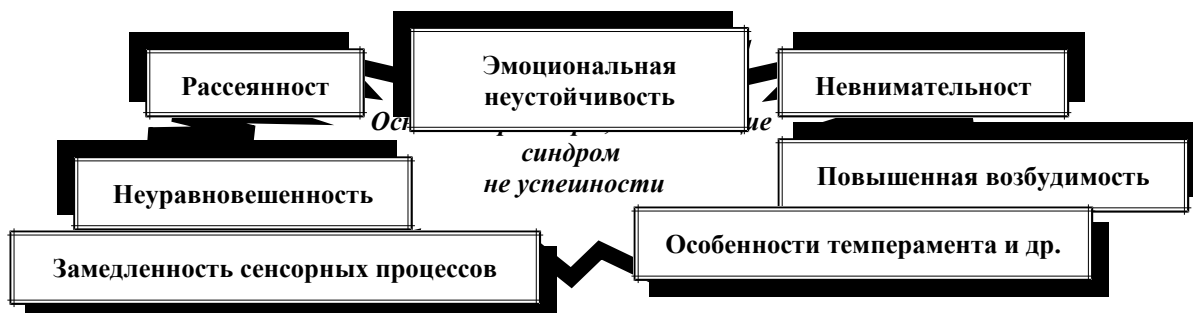 Эмоциональная
неустойчивость
Рассеянност
Невнимательност
синдром
не успешности
Неуравновешенность
Повышенная возбудимость
Особенности темперамента и др.
Замедленность сенсорных процессов